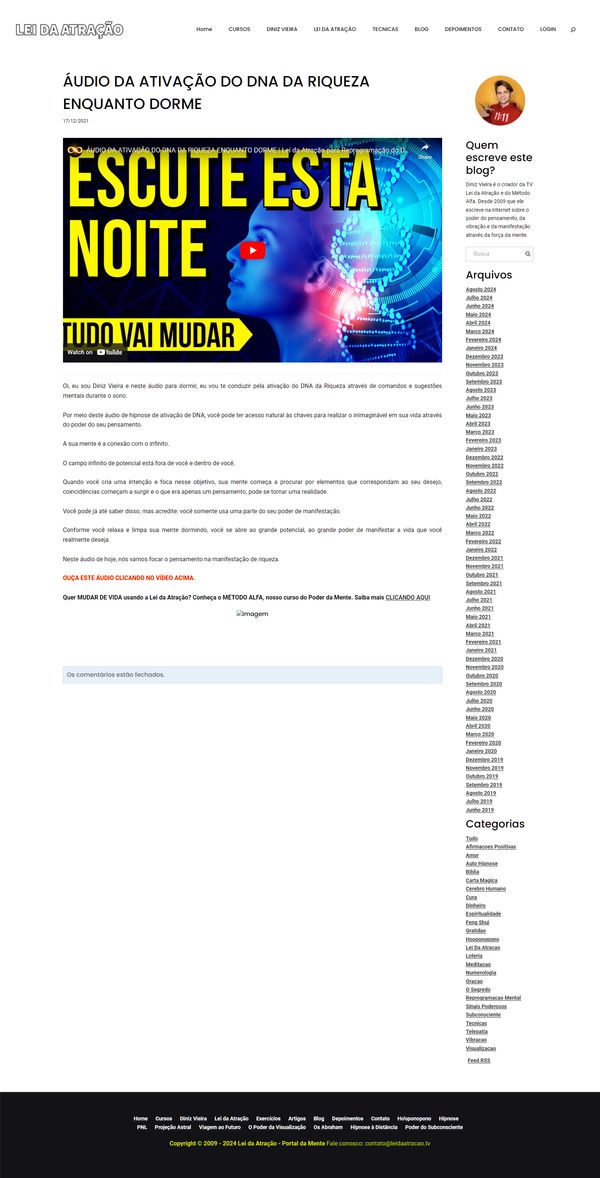 LEI DA ATRAÇÃO
Home
CURSOS
DINIZ VIEIRA
LEI DA ATRAÇÃO
TECNICAS
BLOG
DEPOIMENTOS
CONTATO
LOGIN
ÁUDIO DA ATIVAÇÃO DO DNA DA RIQUEZA
ENQUANTO DORME
17/12/2021
ÁUDIO DA ATIVAÇÃO DO DNA DA RIQUEZA ENQUANTO DORME | Lei da Atração para Reprogramação do D...
Share
ESCUTE ESTA
NOITE
TUDO VAI MUDAR
Watch on YouTube
Oi, eu sou Diniz Vieira e neste áudio para dormir, eu vou te conduzir pela ativação do DNA da Riqueza através de comandos e sugestões
mentais durante o sono.
Por meio deste áudio de hipnose de ativação de DNA, você pode ter acesso natural às chaves para realizar o inimaginável em sua vida através
do poder do seu pensamento.
A sua mente é a conexão com o infinito.
O campo infinito de potencial está fora de você e dentro de você.
Quando você cria uma intenção e foca nesse objetivo, sua mente começa a procurar por elementos que correspondam ao seu desejo,
coincidências começam a surgir e o que era apenas um pensamento, pode se tornar uma realidade.
Você pode já até saber disso, mas acredite: você somente usa uma parte do seu poder de manifestação.
Conforme você relaxa e limpa sua mente dormindo, você se abre ao grande potencial, ao grande poder de manifestar a vida que você
realmente deseja.
Neste áudio de hoje, nós vamos focar o pensamento na manifestação de riqueza.
OUÇA ESTE ÁUDIO CLICANDO NO VÍDEO ACIMA.
Quer MUDAR DE VIDA usando a Lei da Atração? Conheça o MÉTODO ALFA, nosso curso do Poder da Mente. Saiba mais CLICANDO AQUI
Imagem
Os comentários estão fechados.
11:11
Quem
escreve este
blog?
Diniz Vieira é o criador da TV
Lei da Atração e do Método
Alfa. Desde 2009 que ele
escreve na Internet sobre o
poder do pensamento, da
vibração e da manifestação
através da força da mente.
Busca
Arquivos
Agosto 2024
Julho 2024
Junho 2024
Maio 2024
Abril 2024
Março 2024
Fevereiro 2024
Janeiro 2024
Dezembro 2023
Novembro 2023
Outubro 2023
Setembro 2023
Agosto 2023
Julho 2023
Junho 2023
Maio 2023
Abril 2023
Março 2023
Fevereiro 2023
Janeiro 2023
Dezembro 2022
Novembro 2022
Outubro 2022
Setembro 2022
Agosto 2022
Julho 2022
Junho 2022
Maio 2022
Abril 2022
Março 2022
Fevereiro 2022
Janeiro 2022
Dezembro 2021
Novembro 2021
Outubro 2021
Setembro 2021
Agosto 2021
Julho 2021
Junho 2021
Maio 2021
Abril 2021
Março 2021
Fevereiro 2021
Janeiro 2021
Dezembro 2020
Novembro 2020
Outubro 2020
Setembro 2020
Agosto 2020
Julho 2020
Junho 2020
Maio 2020
Abril 2020
Março 2020
Fevereiro 2020
Janeiro 2020
Dezembro 2019
Novembro 2019
Outubro 2019
Setembro 2019
Agosto 2019
Julho 2019
Junho 2019
Categorias
Tudo
Afirmacoes Positivas
Amor
Auto Hipnose
Biblia
Carta Magica
Cerebro Humano
Cura
Dinheiro
Espiritualidade
Feng Shui
Gratidao
Hooponopono
Lei Da Atracao
Loteria
Meditacao
Numerologia
Oracao
O Segredo
Reprogramacao Mental
Sinais Poderosos
Subconsciente
Tecnicas
Telepatia
Vibracao
Visualizacao
Feed RSS
Home Cursos Diniz Vieira Lei da Atração Exercícios Artigos Blog Depoimentos Contato Ho'oponopono Hipnose
PNL Projeção Astral Viagem ao Futuro O Poder da Visualização Os Abraham Hipnose à Distância Poder do Subconsciente
Copyright © 2009 - 2024 Lei da Atração - Portal da Mente Fale conosco: contato@leidaatracao.tv